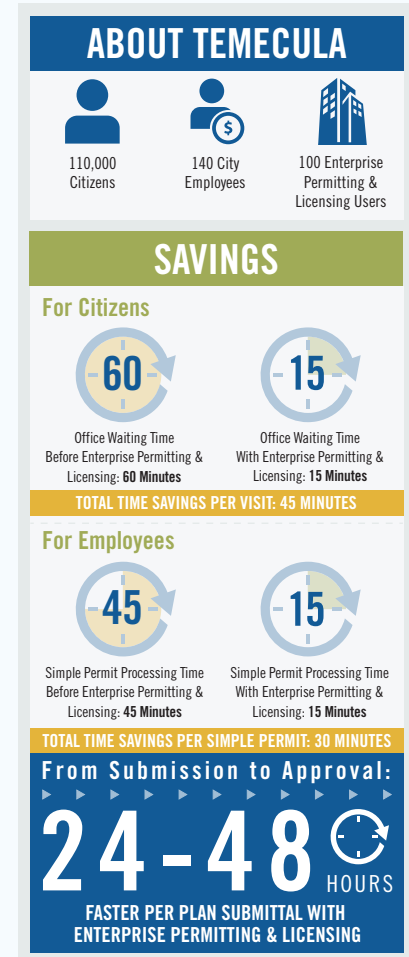 ABOUT TEMECULA
110,000
Citizens
$
140 City
Employees
100 Enterprise
Permitting &
Licensing Users
SAVINGS
For Citizens
60
Office Waiting Time
Before Enterprise Permitting &
Licensing: 60 Minutes
15
Office Waiting Time
With Enterprise Permitting &
Licensing: 15 Minutes
TOTAL TIME SAVINGS PER VISIT: 45 MINUTES
For Employees
45
Simple Permit Processing Time
Before Enterprise Permitting &
Licensing: 45 Minutes
15
Simple Permit Processing Time
With Enterprise Permitting &
Licensing: 15 Minutes
TOTAL TIME SAVINGS PER SIMPLE PERMIT: 30 MINUTES
From Submission to Approval:
24-48
HOURS
FASTER PER PLAN SUBMITTAL WITH
ENTERPRISE PERMITTING & LICENSING